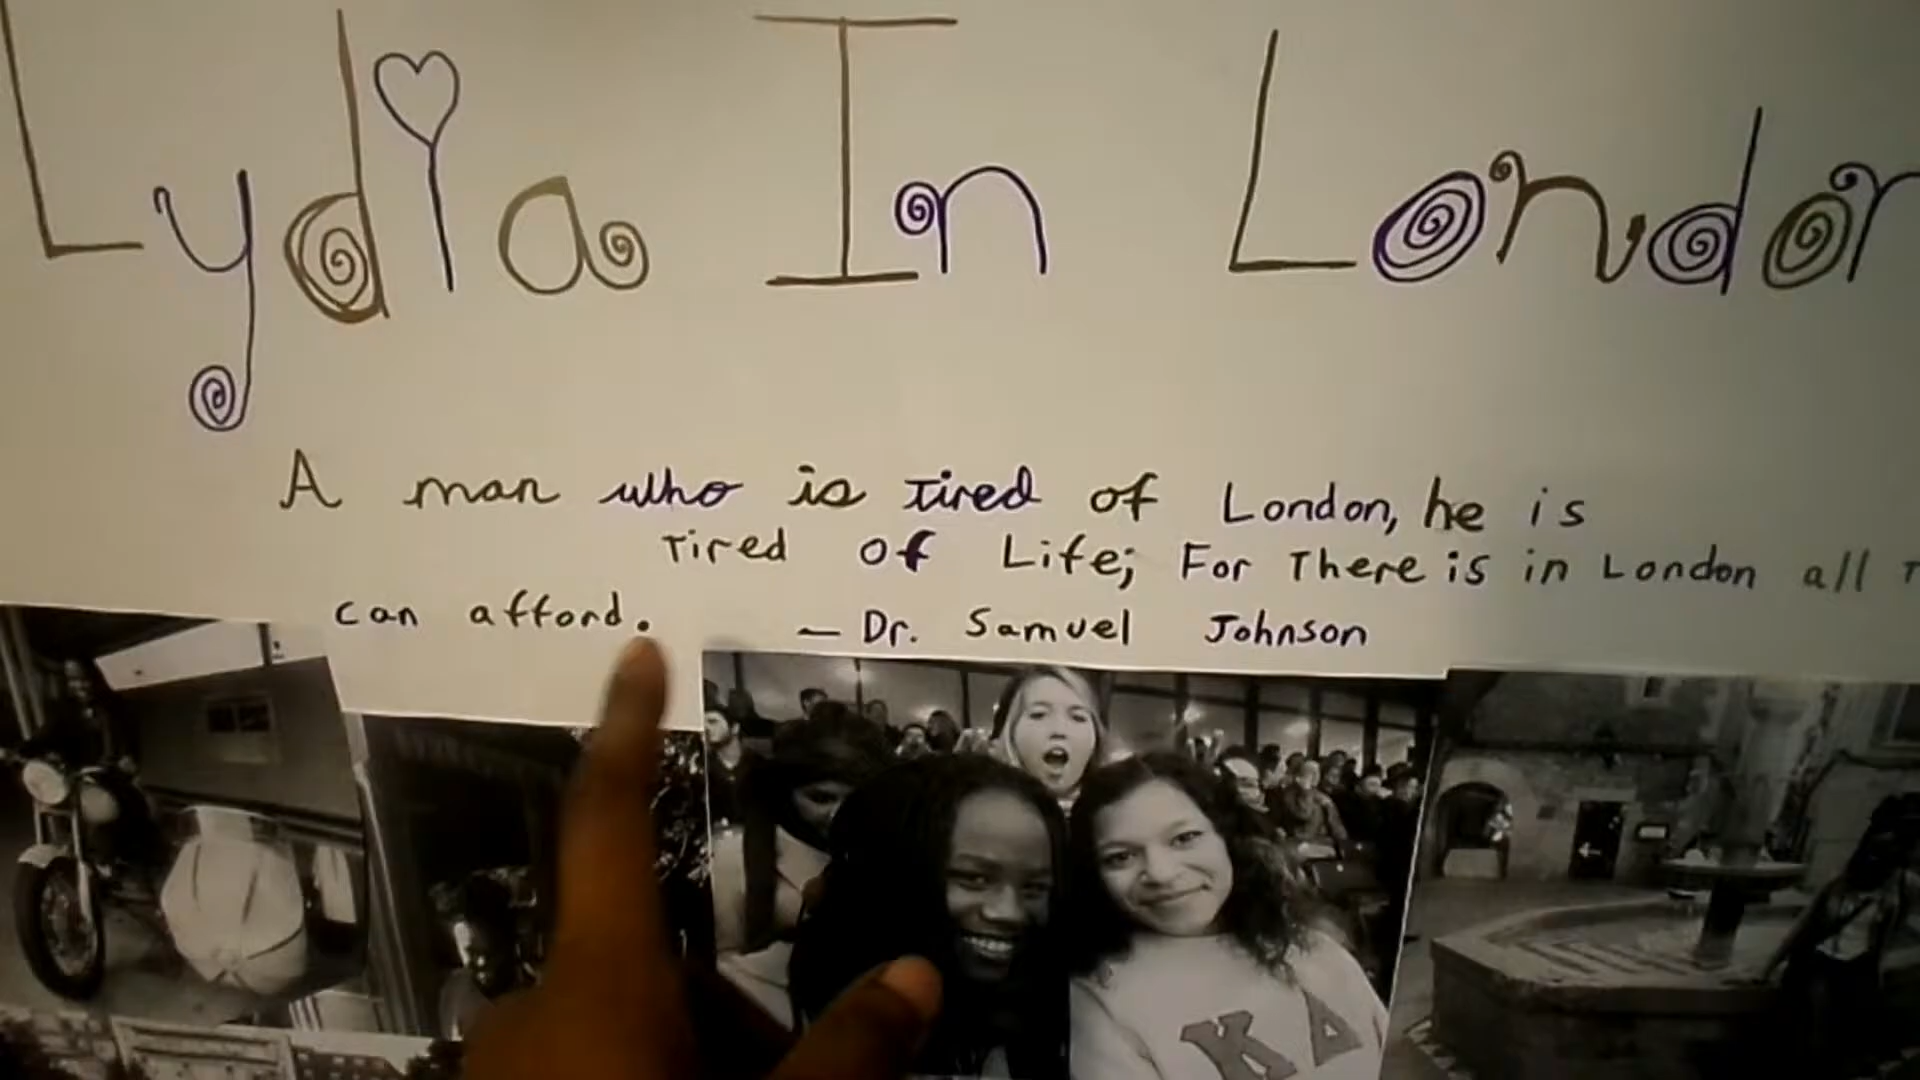 Lydia In London
A man who is tired of London, he is
tired of Life; For There is in London all
can afford.
— Dr. Samuel Johnson
KΔ